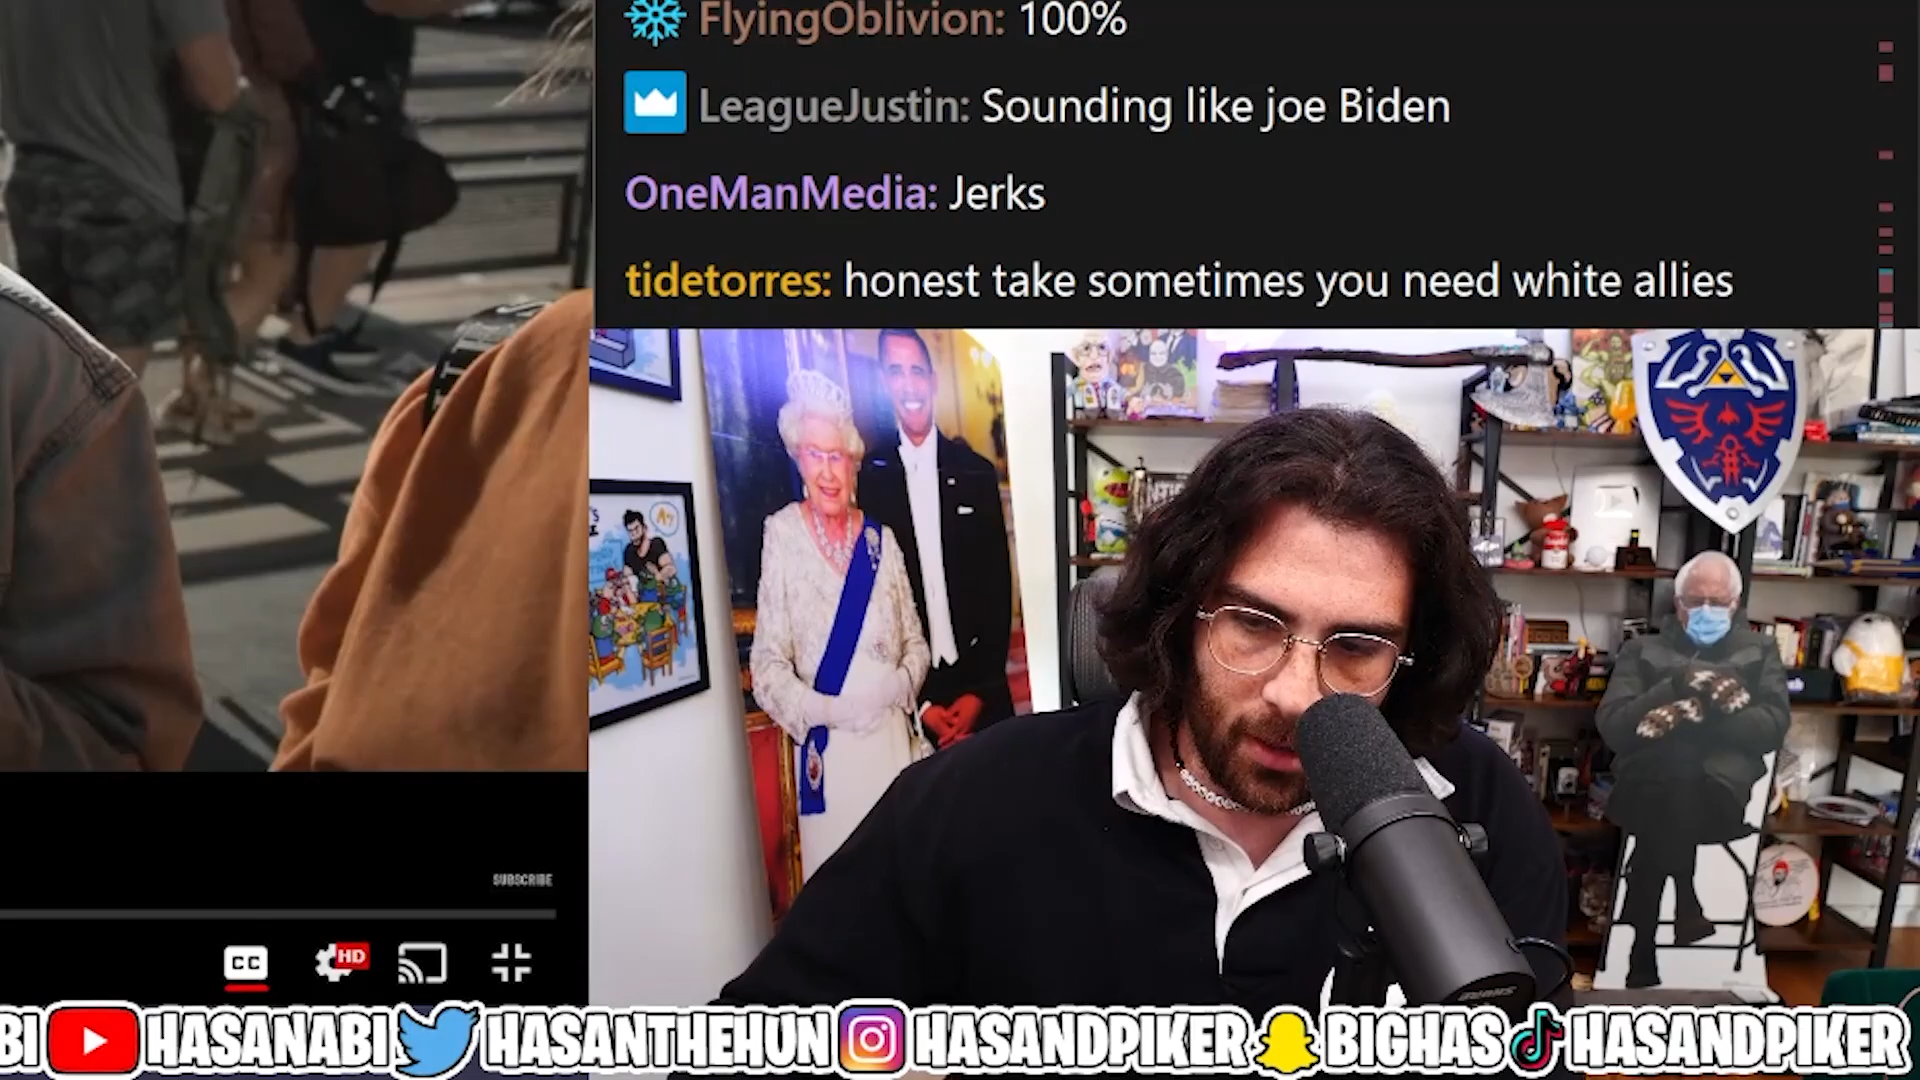 FlyingOblivion: 100%
LeagueJustin: Sounding like joe Biden
OneManMedia: Jerks
tidetorres: honest take sometimes you need white allies
SUBSCRIBE
CC
HD
BI HASANABI HASANTHEHUN HASANDPIKER BIGHAS HASANDPIKER